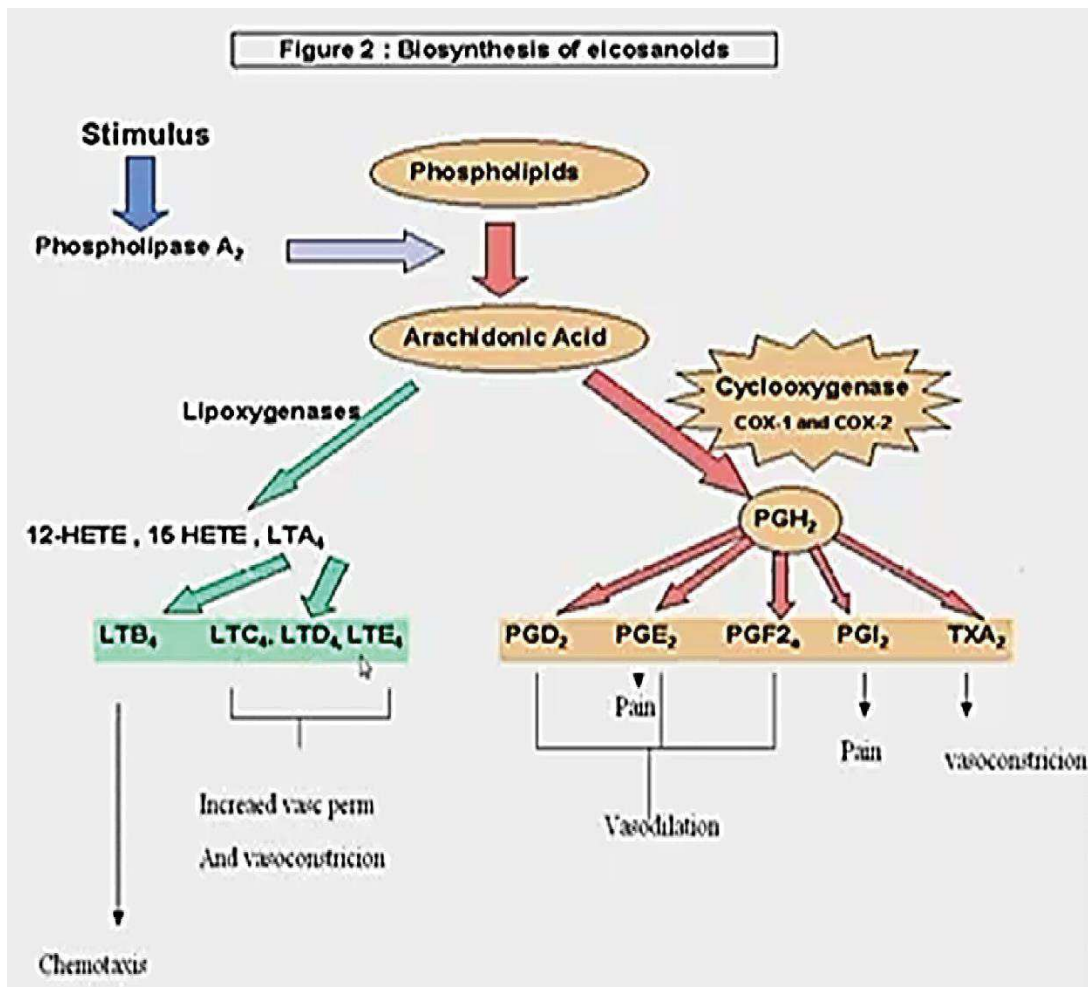 Figure 2 : Biosynthesis of eicosanoids
Stimulus
Phospholipids
Phospholipase A₂
Arachidonic Acid
Cyclooxygenase
COX-1 and COX-2
Lipoxygenases
PGH₂
12-HETE , 15 HETE , LTA₄
LTB₄ LTC₄. LTD₄, LTE₄
PGD₂ PGE₂ PGF2ₐ PGI₂ TXA₂
Pain
Pain
vasoconstricion
Increaed vasc perm
And vasoconstricion
Vasodilation
Chemotaxis